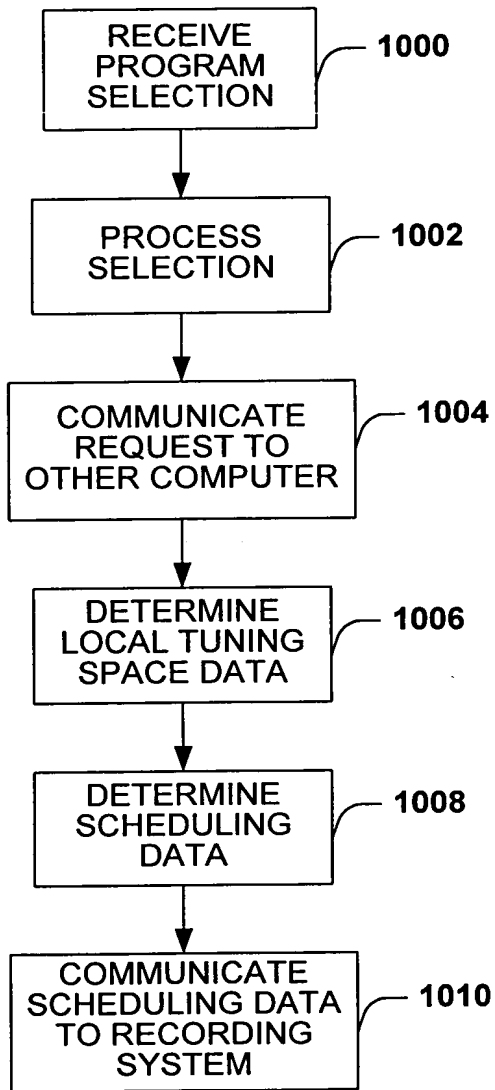 RECEIVE
PROGRAM
SELECTION
1000
PROCESS
SELECTION
1002
COMMUNICATE
REQUEST TO
OTHER COMPUTER
1004
DETERMINE
LOCAL TUNING
SPACE DATA
1006
DETERMINE
SCHEDULING
DATA
1008
COMMUNICATE
SCHEDULING DATA
TO RECORDING
SYSTEM
1010